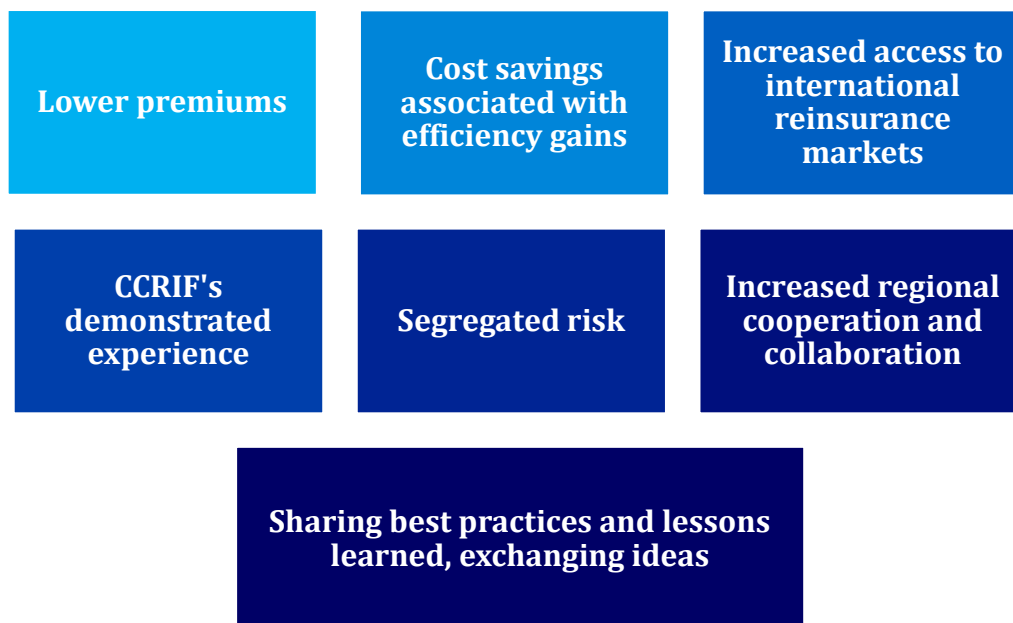 Lower premiums
Cost savings
associated with
efficiency gains
Increased access to
international
reinsurance
markets
CCRIF's
demonstrated
experience
Segregated risk
Increased regional
cooperation and
collaboration
Sharing best practices and lessons
learned, exchanging ideas